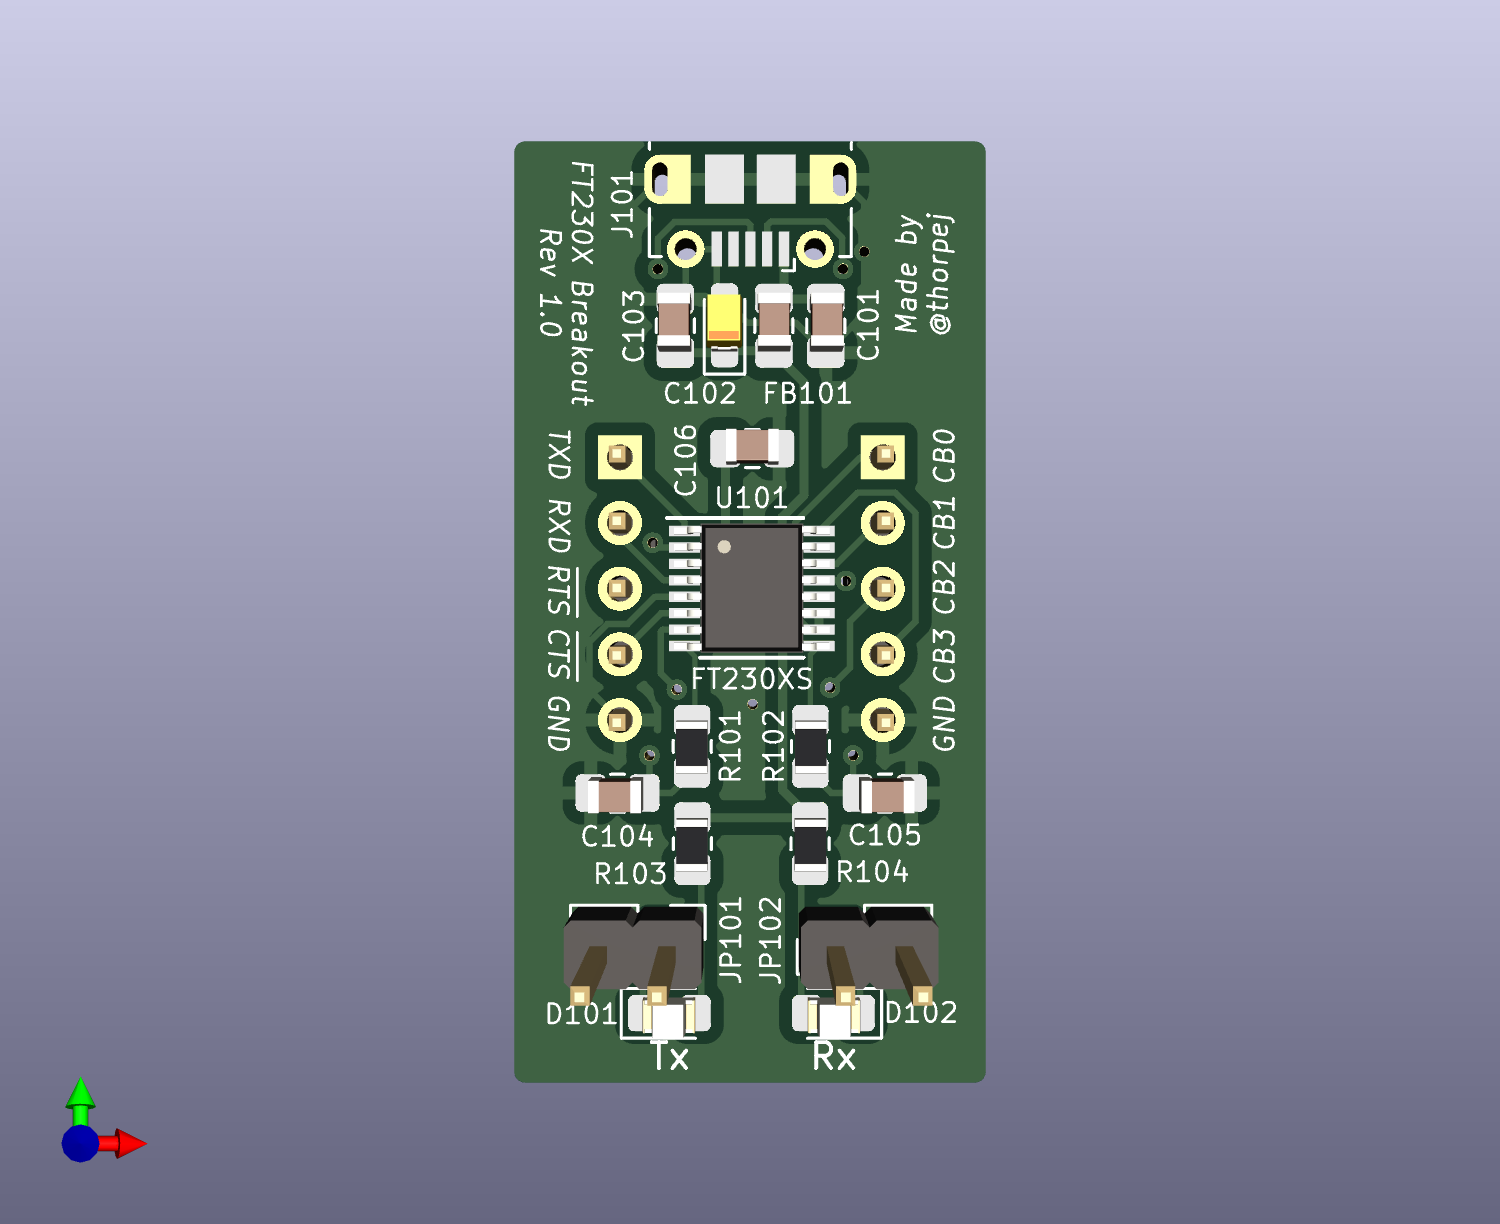 FT230X Breakout
Rev 1.0
J101
Made by
@thorpej
C103
C101
C102
FB101
C106
U101
TXD
RXD
RTS
CTS
GND
CB0
CB1
CB2
CB3
GND
FT230XS
R101
R102
C104
C105
R103
R104
JP101
JP102
D101
D102
Tx
Rx